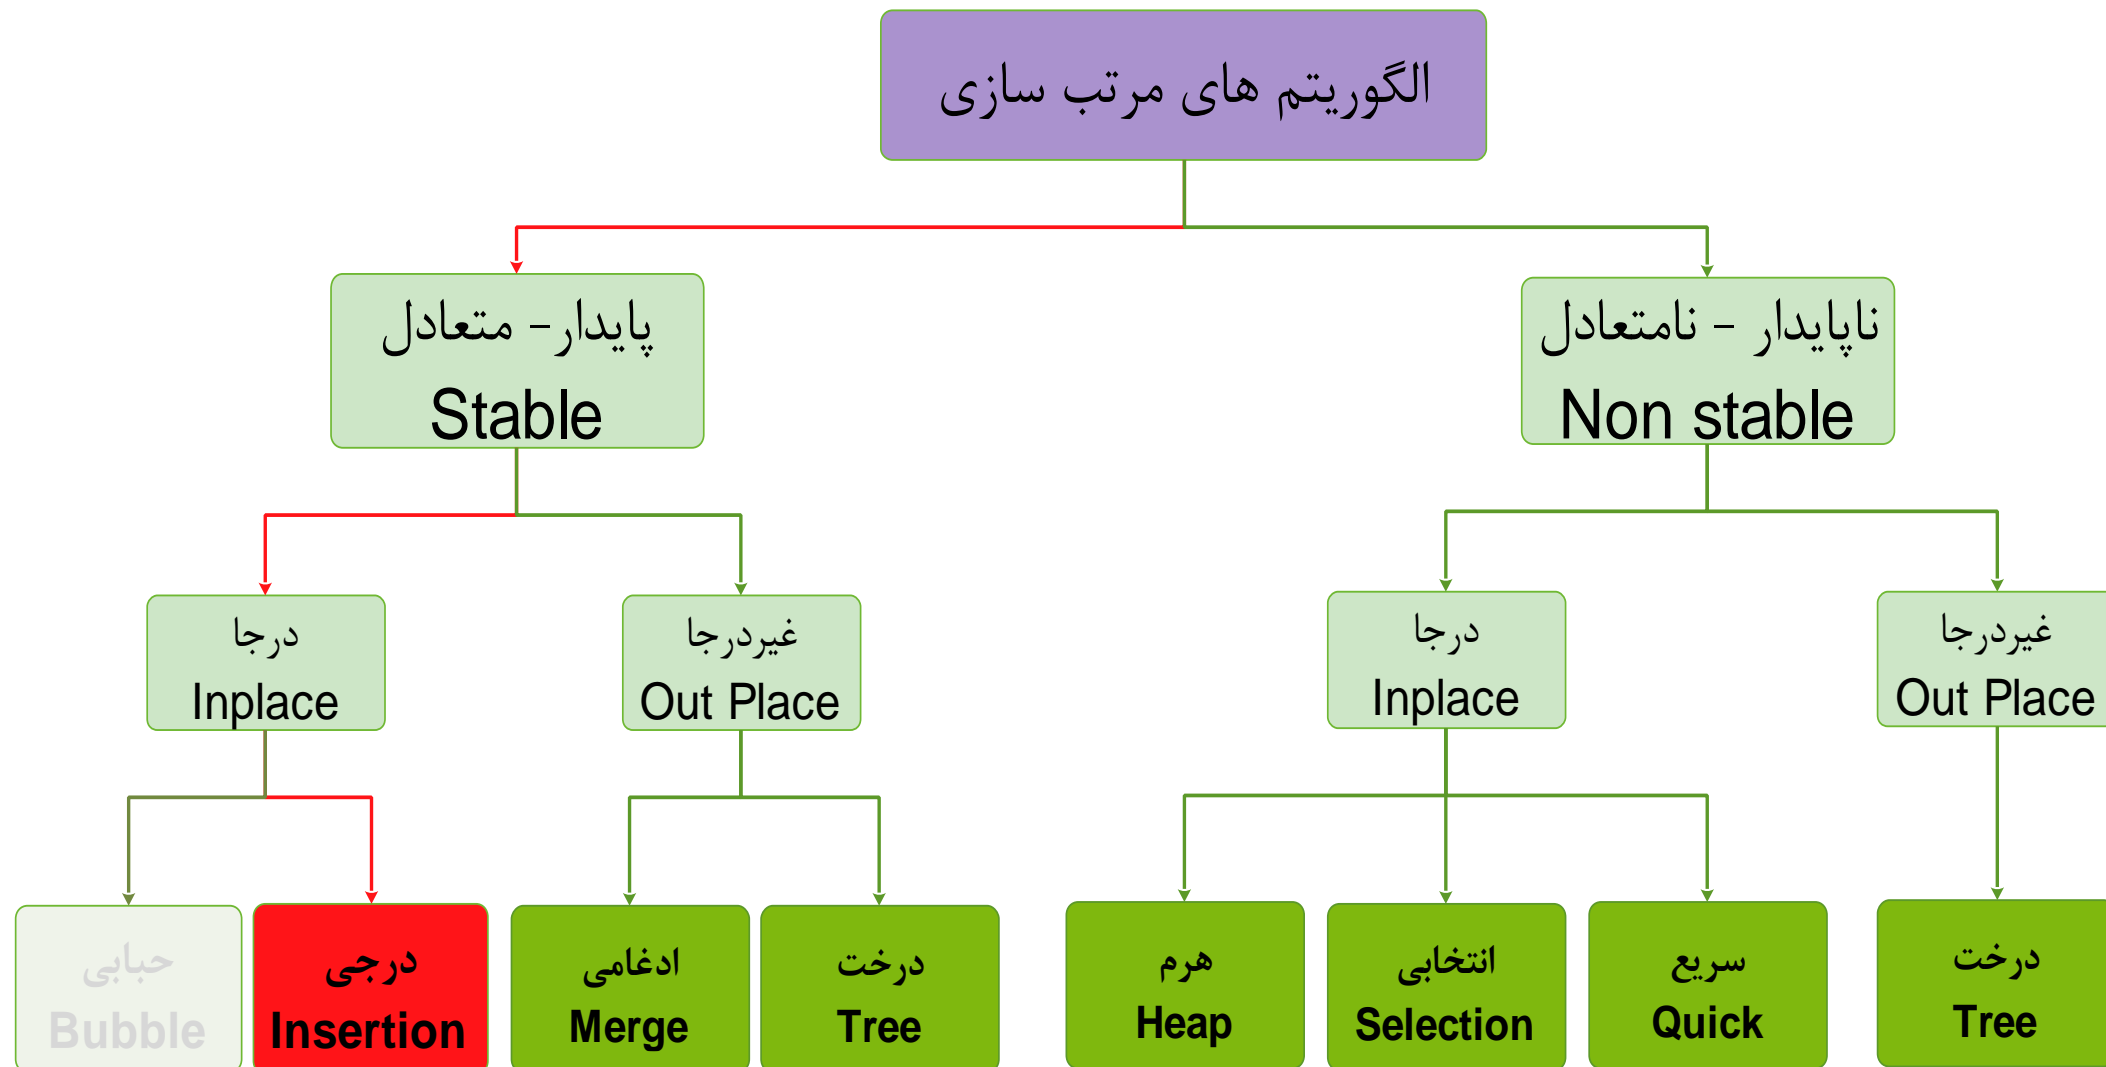 الگوریتم های مرتب سازی
پایدار- متعادل
Stable
ناپایدار - نامتعادل
Non stable
درجا
Inplace
غیردرجا
Out Place
درجا
Inplace
غیردرجا
Out Place
حبابی
Bubble
درجی
Insertion
ادغامی
Merge
درخت
Tree
هرم
Heap
انتخابی
Selection
سریع
Quick
درخت
Tree